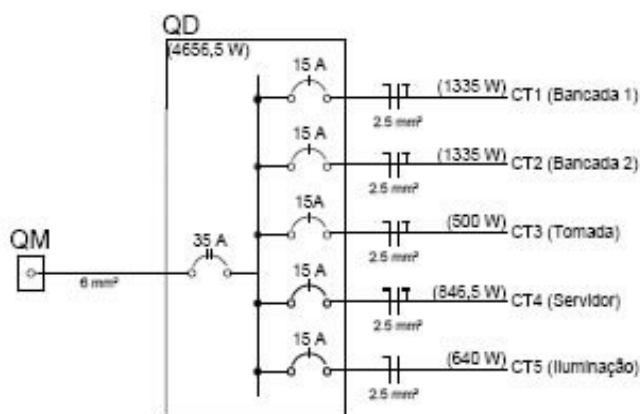 QD
(4656,5 W)
15 A
(1335 W) CT1 (Bancada 1)
2.5 mm²
15 A
(1335 W) CT2 (Bancada 2)
2.5 mm²
15A
(500 W) CT3 (Tomada)
2.5 mm²
QM
35 A
6 mm²
15 A
(846,5 W) CT4 (Servidor)
2.5 mm²
15 A
(640 W) CT5 (Iluminação)
2.5 mm²